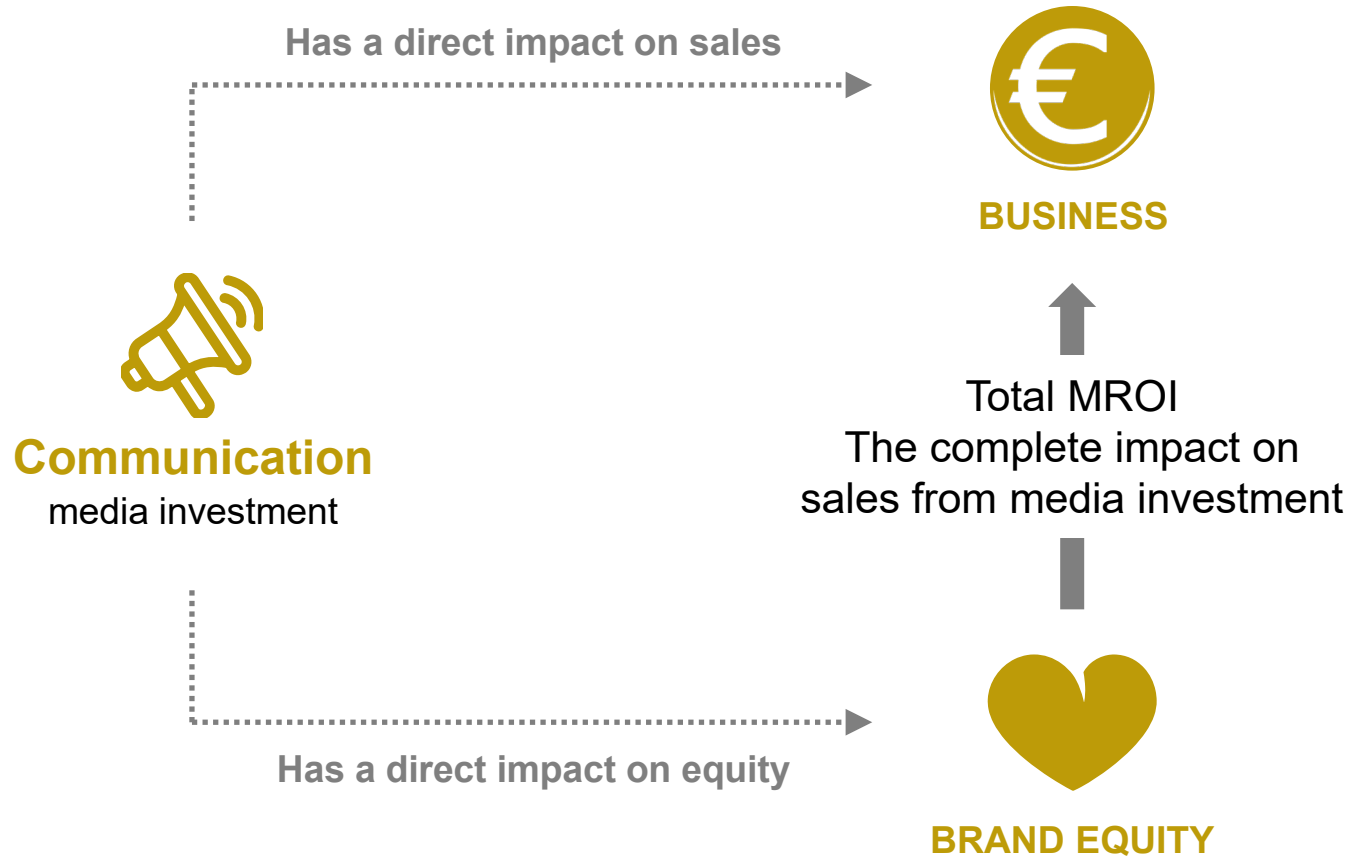 Has a direct impact on sales
€
BUSINESS
Communication
media investment
Total MROI
The complete impact on
sales from media investment
Has a direct impact on equity
BRAND EQUITY